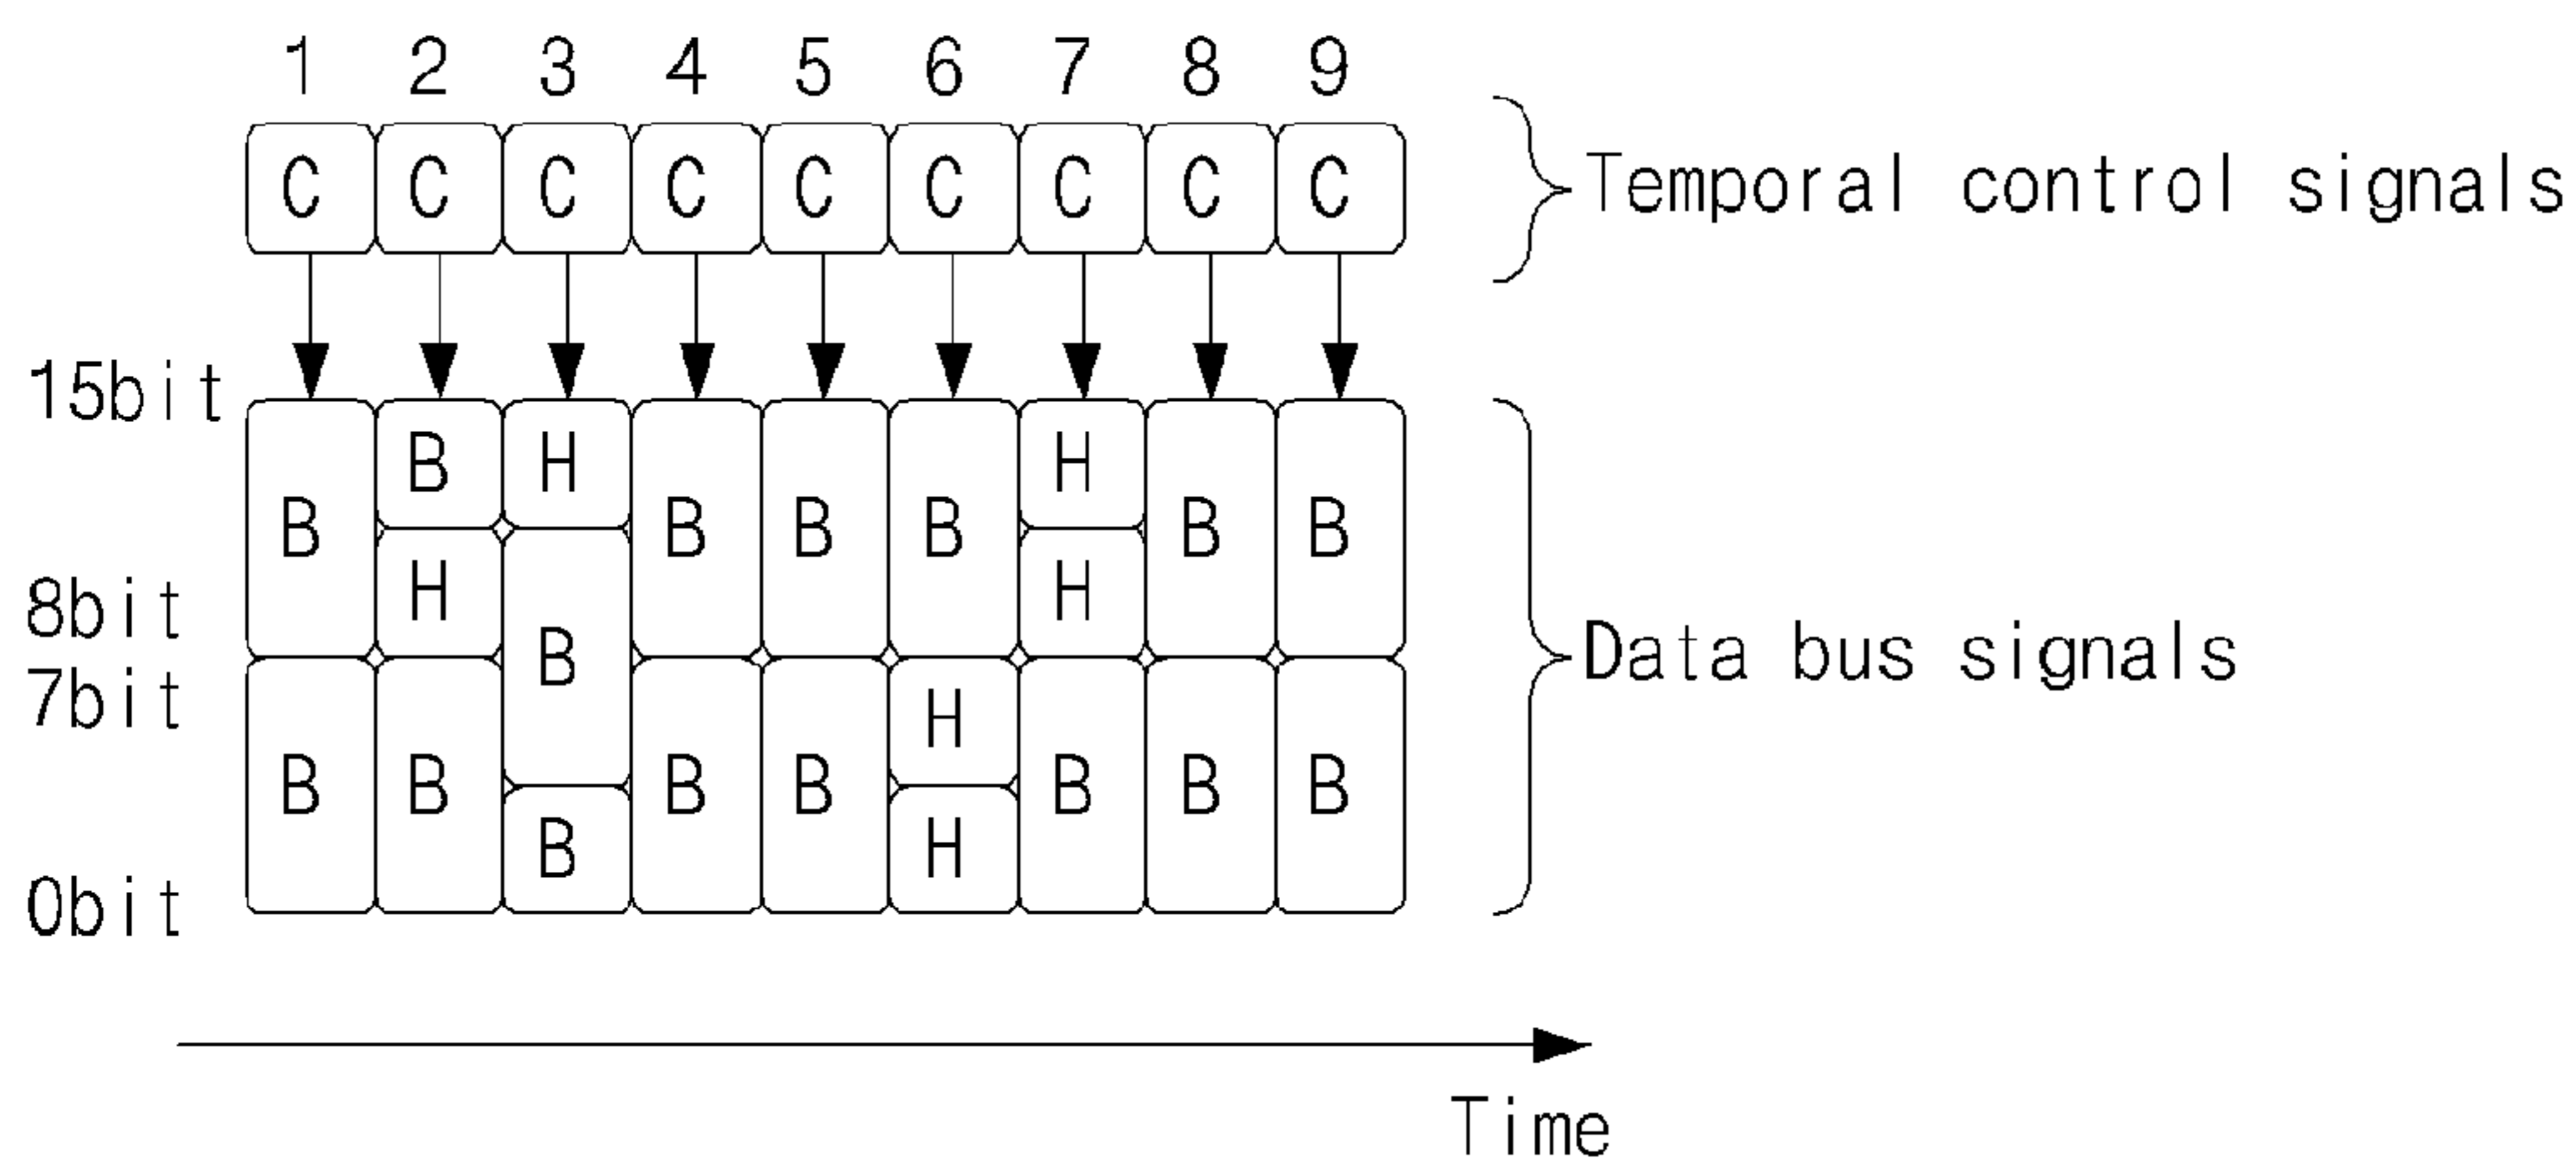 1 2 3 4 5 6 7 8 9
C C C C C C C C C
Temporal control signals
15bit
B H H
B B B B B B
8bit
H H
B
Data bus signals
7bit
H
B B B B B B B
B H
0bit
Time